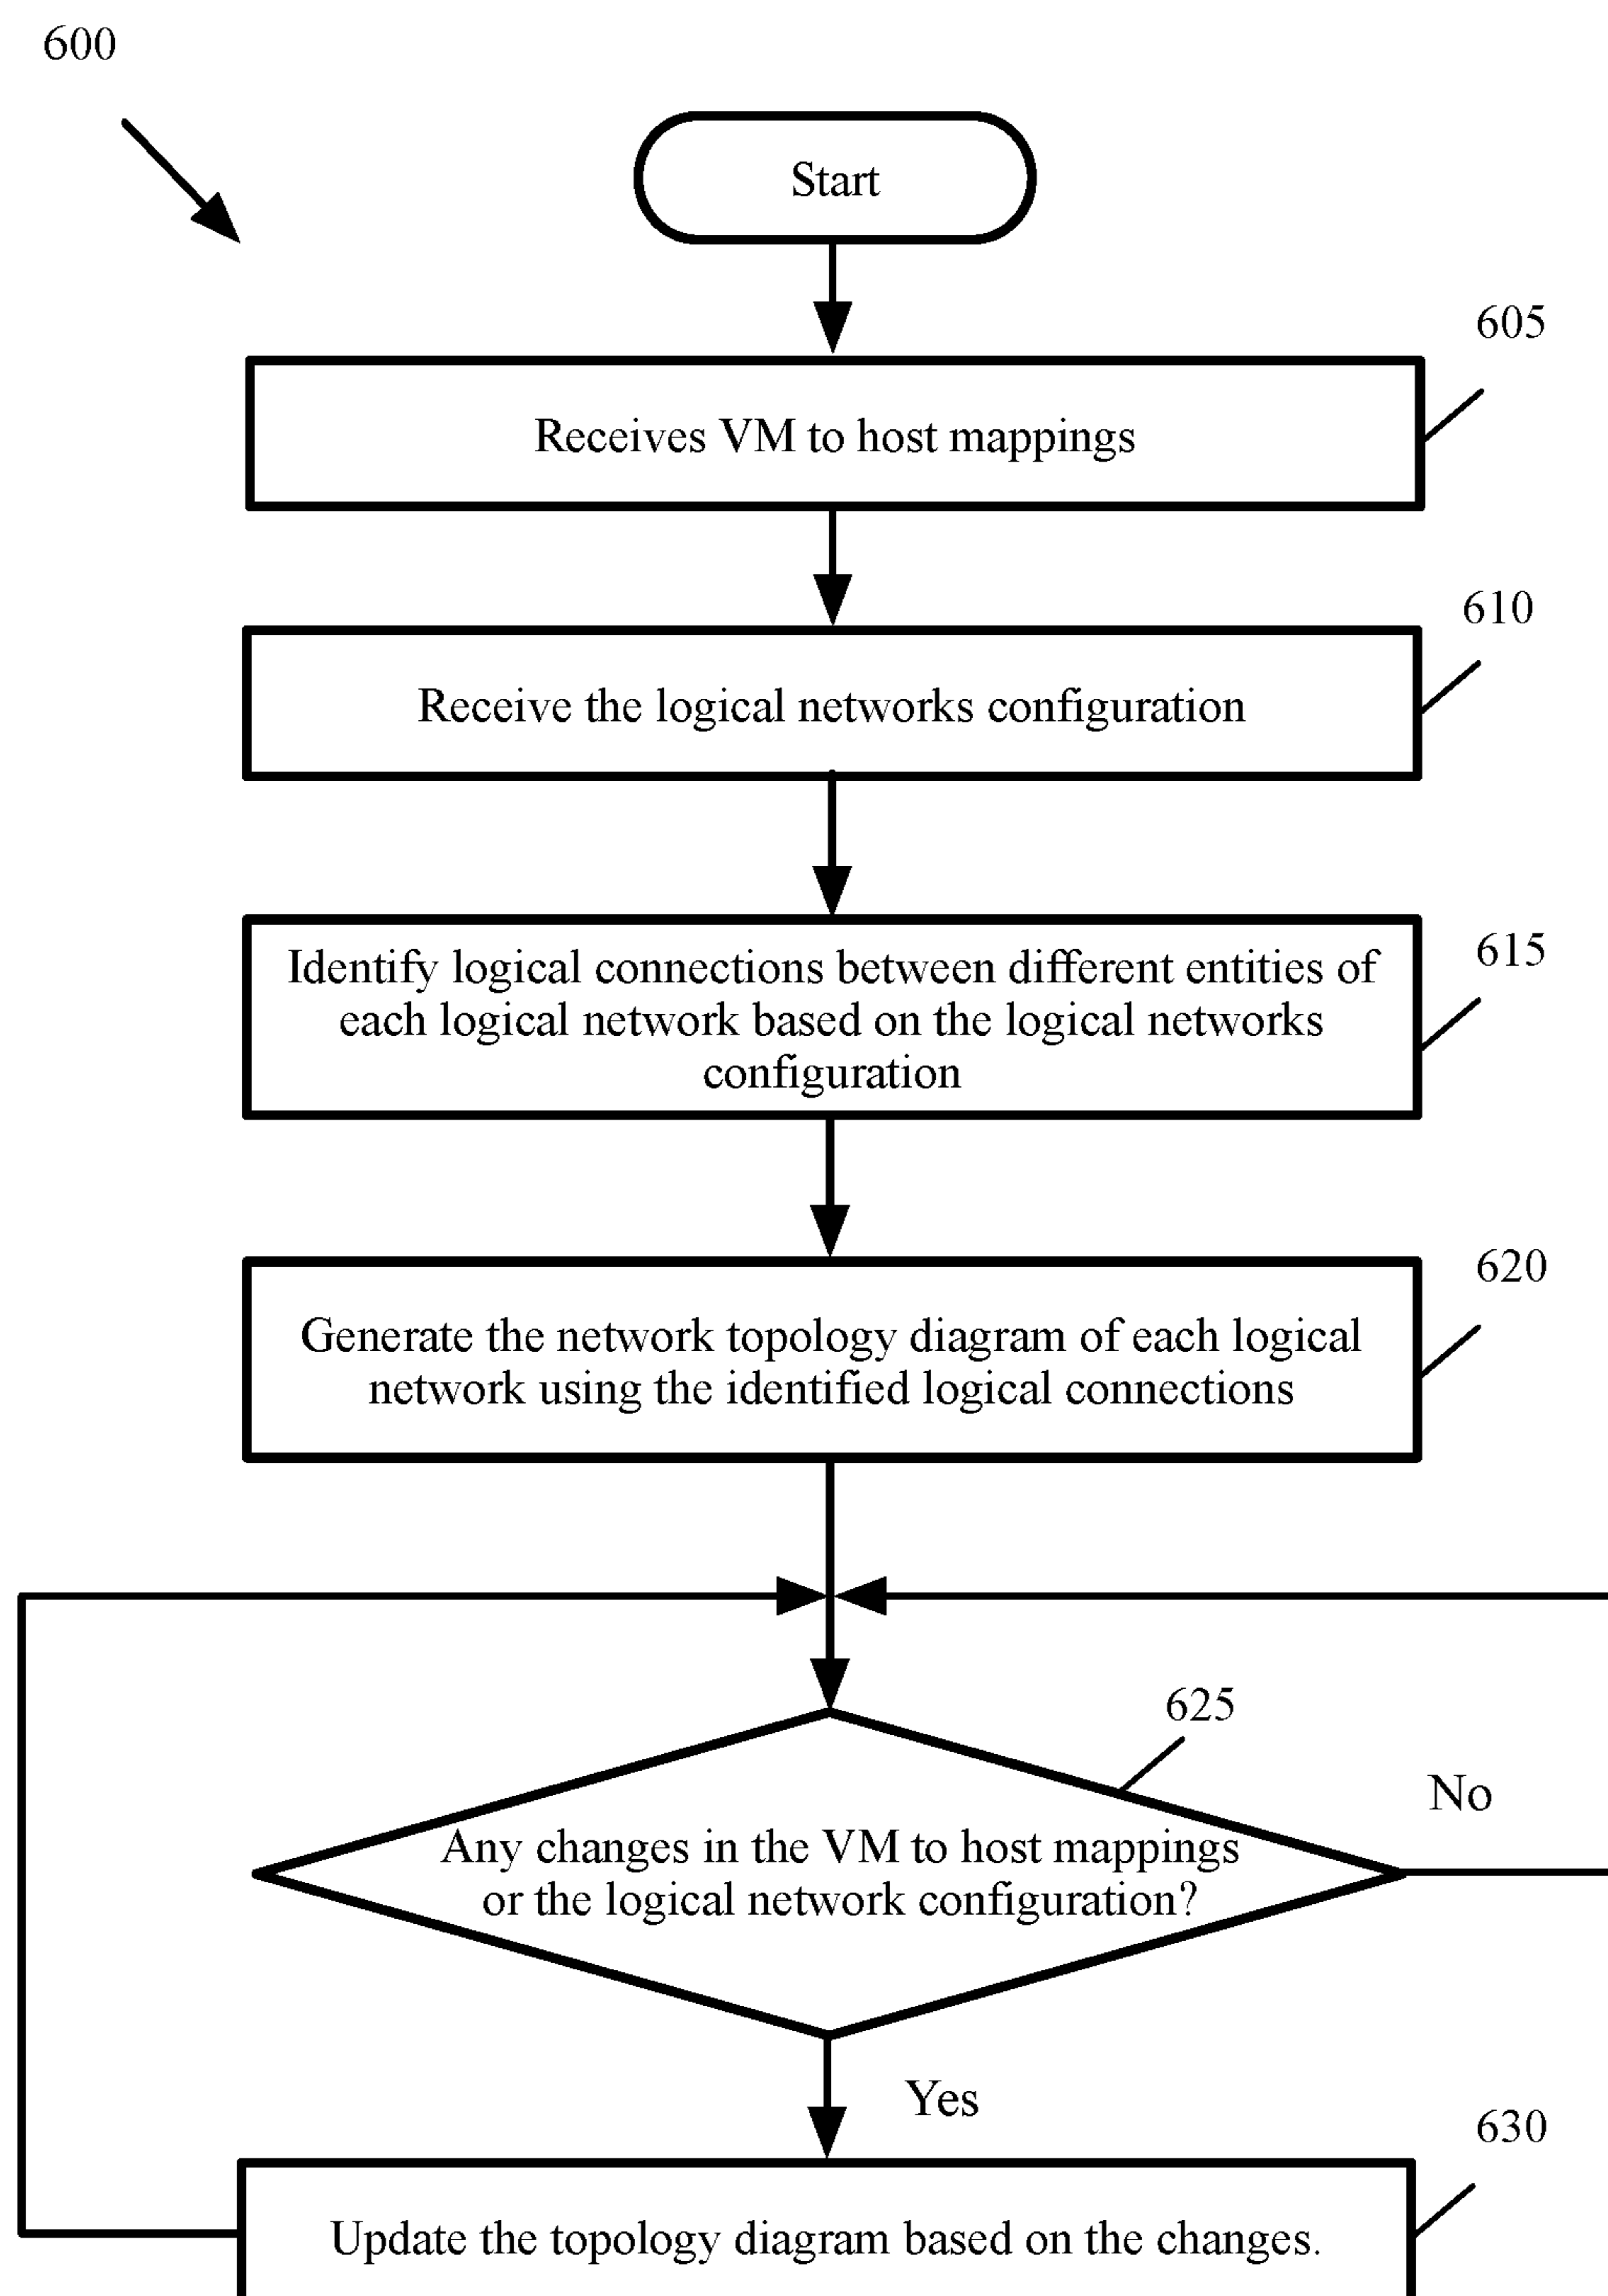 600
Start
605
Receives VM to host mappings
610
Receive the logical networks configuration
615
Identify logical connections between different entities of
each logical network based on the logical networks
configuration
620
Generate the network topology diagram of each logical
network using the identified logical connections
625
No
Any changes in the VM to host mappings
or the logical network configuration?
Yes
630
Update the topology diagram based on the changes.